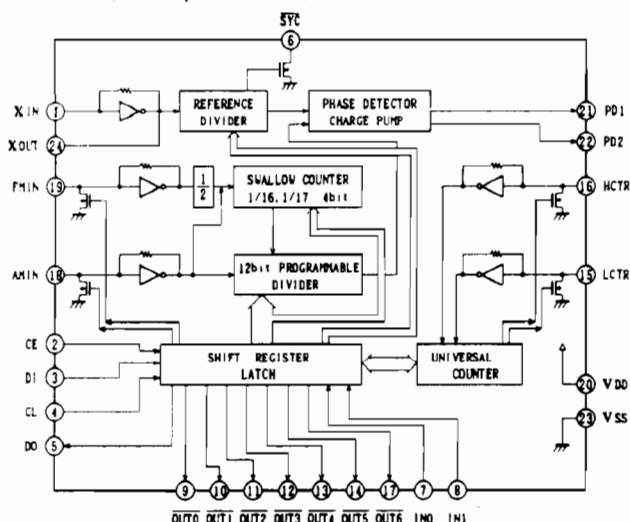 SYC
6
XIN 1
REFERENCE
DIVIDER
PHASE DETECTOR
CHARGE PUMP
21 PD1
XOUT 24
22 PD2
FMIN 19
1/2
SWALLOW COUNTER
1/16.1/17 4bit
16 HCTR
AMIN 18
12bit PROGRAMMABLE
DIVIDER
15 LCTR
CE 2
DI 3
CL 4
DO 5
SHIFT REGISTER
LATCH
UNIVERSAL
COUNTER
20 VDD
23 VSS
9 10 11 12 13 14 17 7 8
OUT0 OUT1 OUT2 OUT3 OUT4 OUT5 OUT6 IN0 IN1